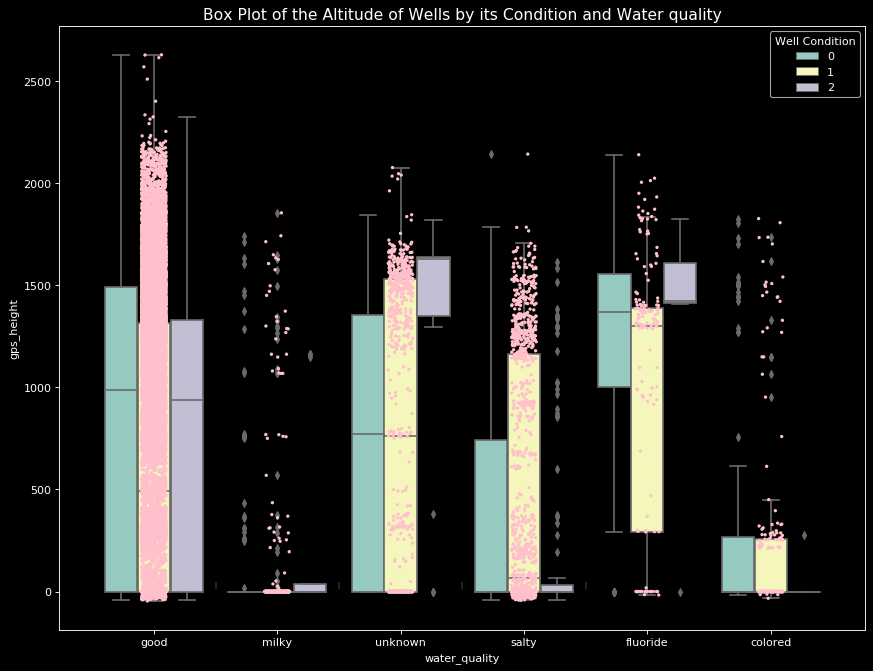 Box Plot of the Altitude of Wells by its Condition and Water quality
Well Condition
0
1
2
2500
2000
1500
1000
500
0
gps_height
good milky unknown salty fluoride colored
water_quality